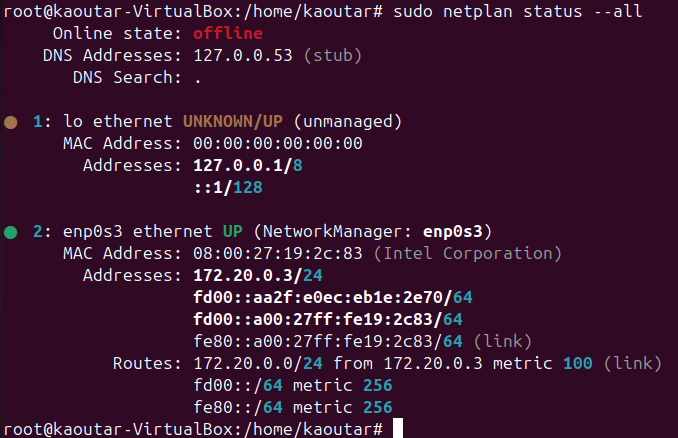 root@kaoutar-VirtualBox:/home/kaoutar# sudo netplan status --all
Online state: offline
DNS Addresses: 127.0.0.53 (stub)
DNS Search: .
1: lo ethernet UNKNOWN/UP (unmanaged)
MAC Address: 00:00:00:00:00:00
Addresses: 127.0.0.1/8
::1/128
2: enp0s3 ethernet UP (NetworkManager: enp0s3)
MAC Address: 08:00:27:19:2c:83 (Intel Corporation)
Addresses: 172.20.0.3/24
fd00::aa2f:e0ec:eb1e:2e70/64
fd00::a00:27ff:fe19:2c83/64
fe80::a00:27ff:fe19:2c83/64 (link)
Routes: 172.20.0.0/24 from 172.20.0.3 metric 100 (link)
fd00::/64 metric 256
fe80::/64 metric 256
root@kaoutar-VirtualBox:/home/kaoutar#